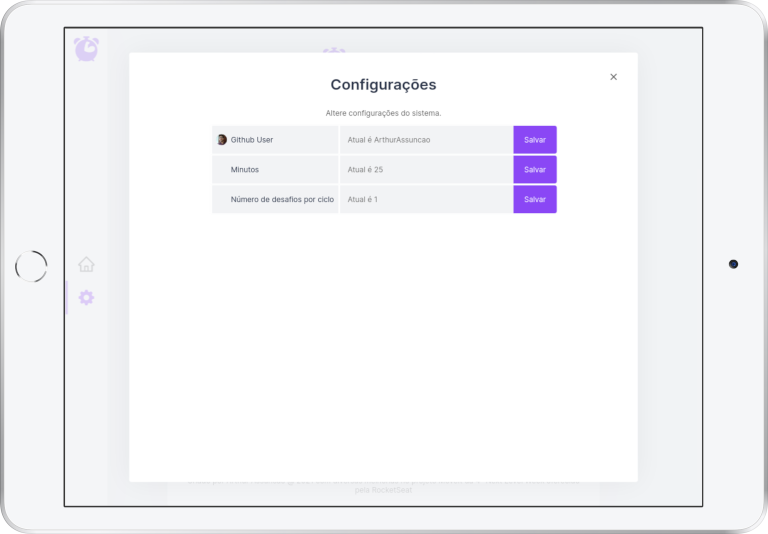 Configurações
Altere configurações do sistema.
Github User
Atual é ArthurAssuncao
Salvar
Minutos
Atual é 25
Salvar
Número de desafios por ciclo
Atual é 1
Salvar
pela RocketSeat